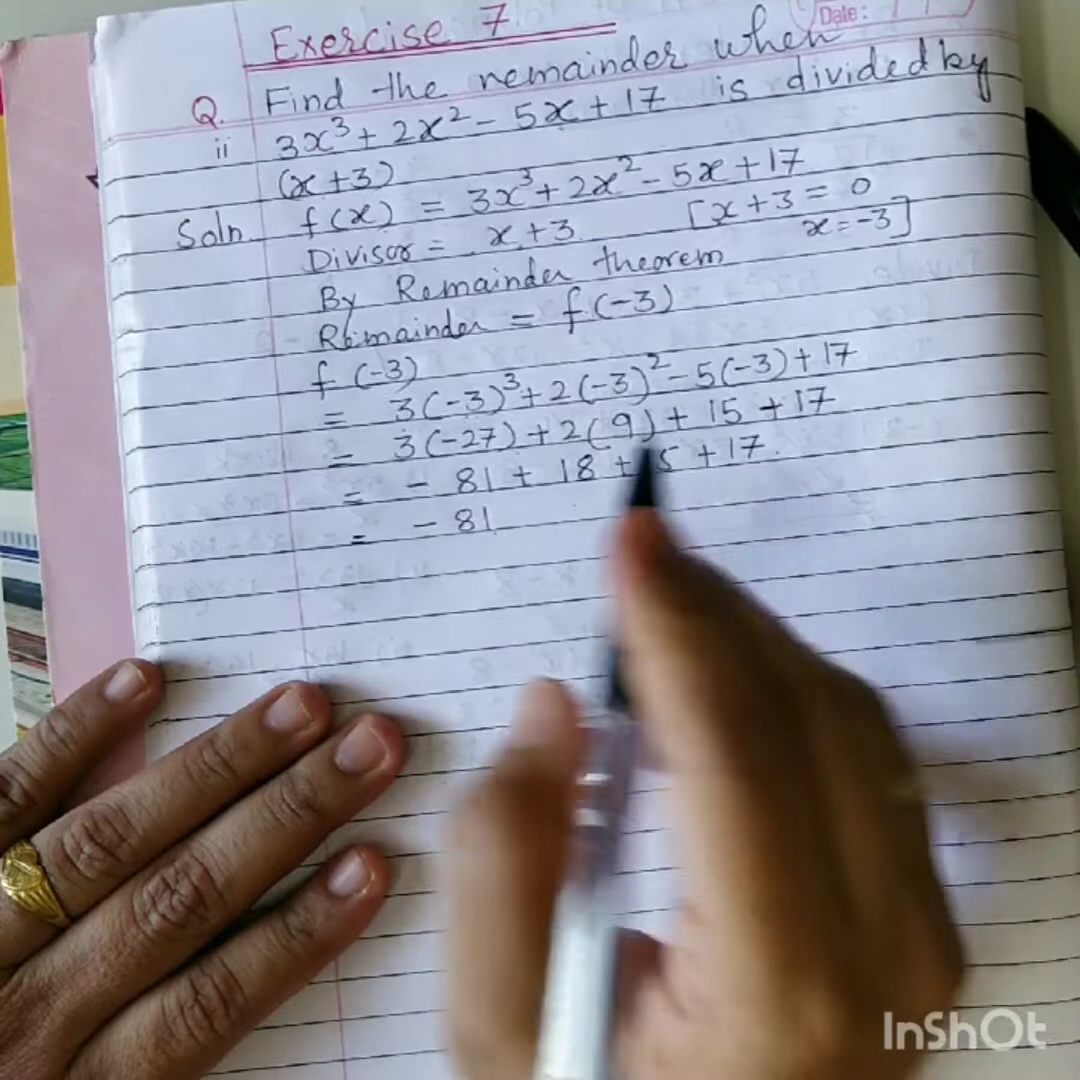 Date:
Exercise 7
Q. Find the remainder when
ii 3x³ + 2x² - 5x + 17 is divided by
(x + 3)
Soln. f(x) = 3x³ + 2x² - 5x + 17
Divisor = x + 3 [x + 3 = 0
x = -3]
By Remainder theorem
Remainder = f(-3)
f(-3)
= 3(-3)³ + 2(-3)² - 5(-3) + 17
= 3(-27) + 2(9) + 15 + 17
= - 81 + 18 + 5 + 17.
= - 81
InShOt